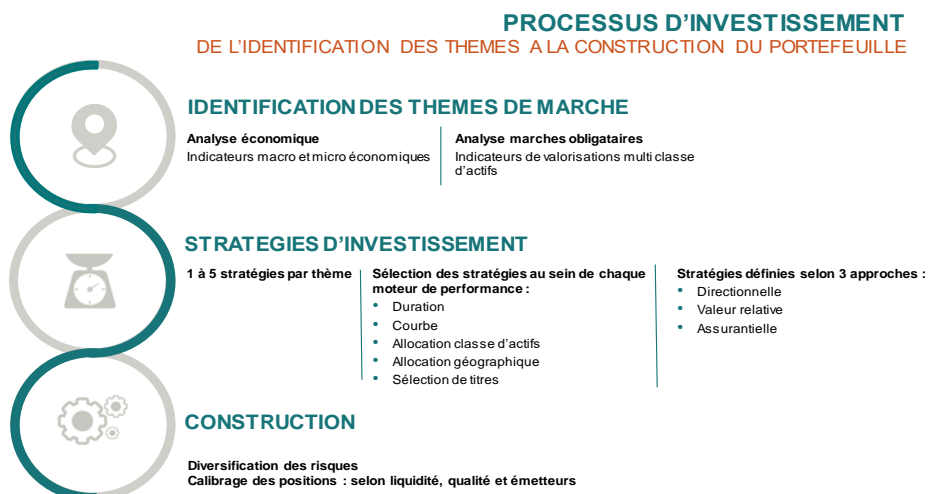 PROCESSUS D'INVESTISSEMENT
DE L'IDENTIFICATION DES THEMES A LA CONSTRUCTION DU PORTEFEUILLE
IDENTIFICATION DES THEMES DE MARCHE
Analyse économique
Indicateurs macro et micro économiques
Analyse marches obligataires
Indicateurs de valorisations multi classe
d'actifs
STRATEGIES D'INVESTISSEMENT
1 à 5 stratégies par thème
Sélection des stratégies au sein de chaque
moteur de performance :
• Duration
• Courbe
• Allocation classe d'actifs
• Allocation géographique
• Sélection de titres
Stratégies définies selon 3 approches :
• Directionnelle
• Valeur relative
• Assurantielle
CONSTRUCTION
Diversification des risques
Calibrage des positions : selon liquidité, qualité et émetteurs